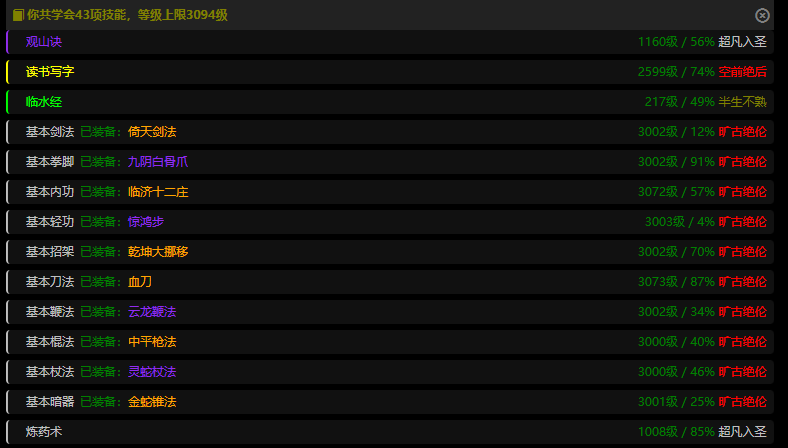 你共学会43项技能，等级上限3094级
观山诀 1160级 / 56% 超凡入圣
读书写字 2599级 / 74% 空前绝后
临水经 217级 / 49% 半生不熟
基本剑法 已装备：倚天剑法 3002级 / 12% 旷古绝伦
基本拳脚 已装备：九阴白骨爪 3002级 / 91% 旷古绝伦
基本内功 已装备：临济十二庄 3072级 / 57% 旷古绝伦
基本轻功 已装备：惊鸿步 3003级 / 4% 旷古绝伦
基本招架 已装备：乾坤大挪移 3002级 / 70% 旷古绝伦
基本刀法 已装备：血刀 3073级 / 87% 旷古绝伦
基本鞭法 已装备：云龙鞭法 3002级 / 34% 旷古绝伦
基本棍法 已装备：中平枪法 3000级 / 40% 旷古绝伦
基本杖法 已装备：灵蛇杖法 3000级 / 46% 旷古绝伦
基本暗器 已装备：金蛇锥法 3001级 / 25% 旷古绝伦
炼药术 1008级 / 85% 超凡入圣